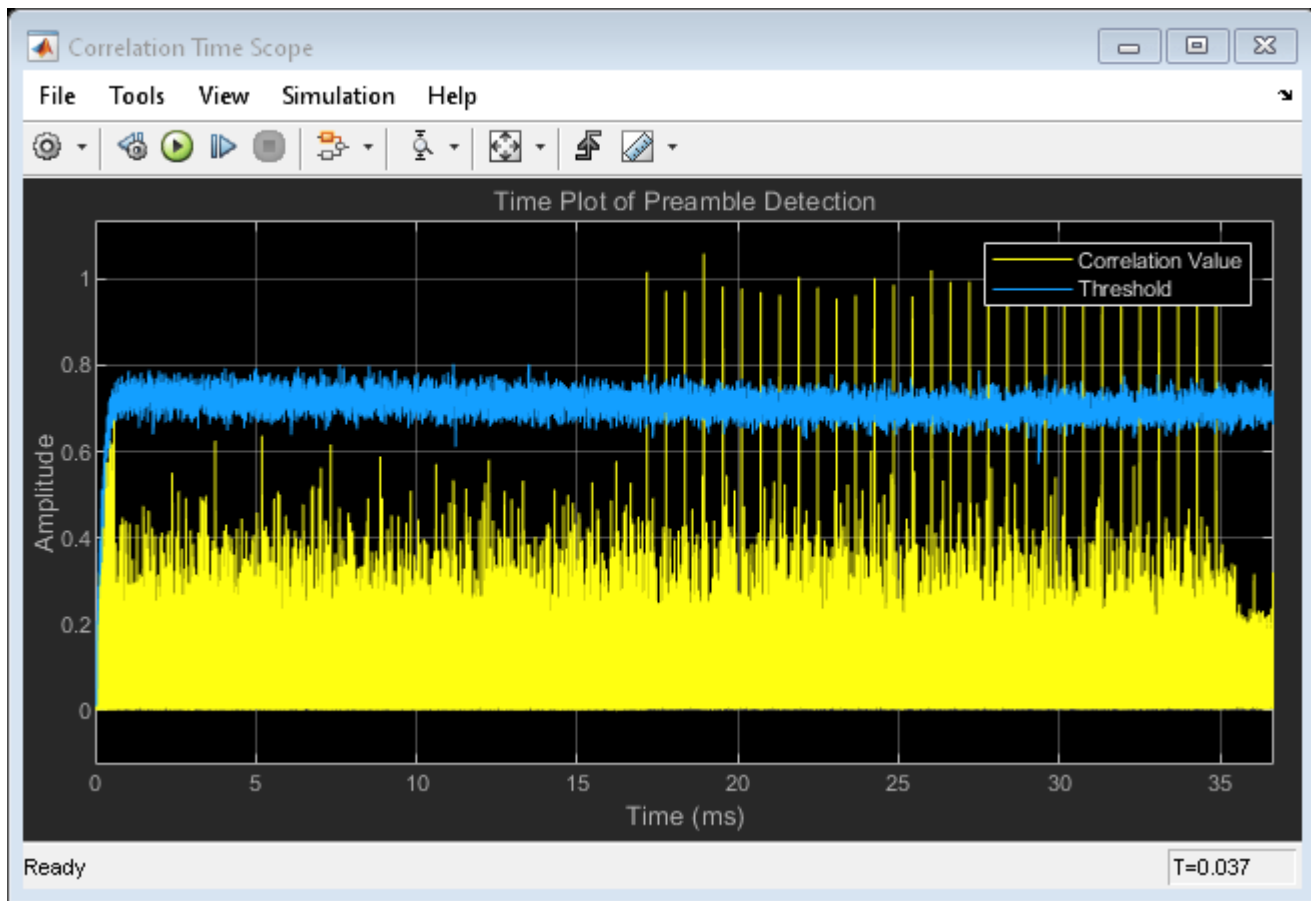 Correlation Time Scope
File Tools View Simulation Help
Time Plot of Preamble Detection
Correlation Value
Threshold
Amplitude
1
0.8
0.6
0.4
0.2
0
0 5 10 15 20 25 30 35
Time (ms)
Ready T=0.037